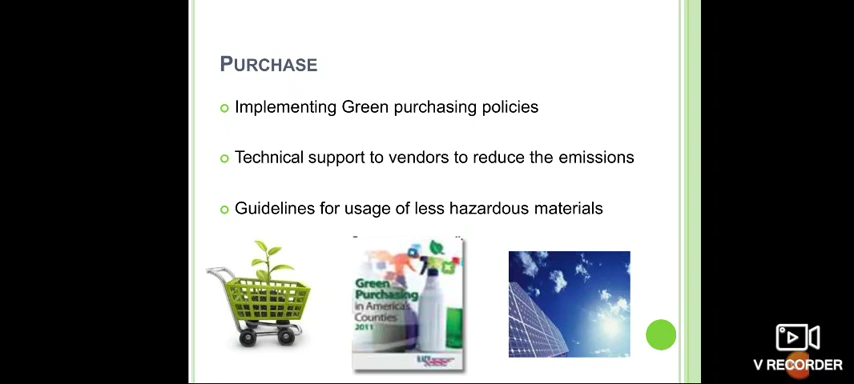 PURCHASE
Implementing Green purchasing policies
Technical support to vendors to reduce the emissions
Guidelines for usage of less hazardous materials
Green
Purchasing
in America's
Counties
2011
V RECORDER